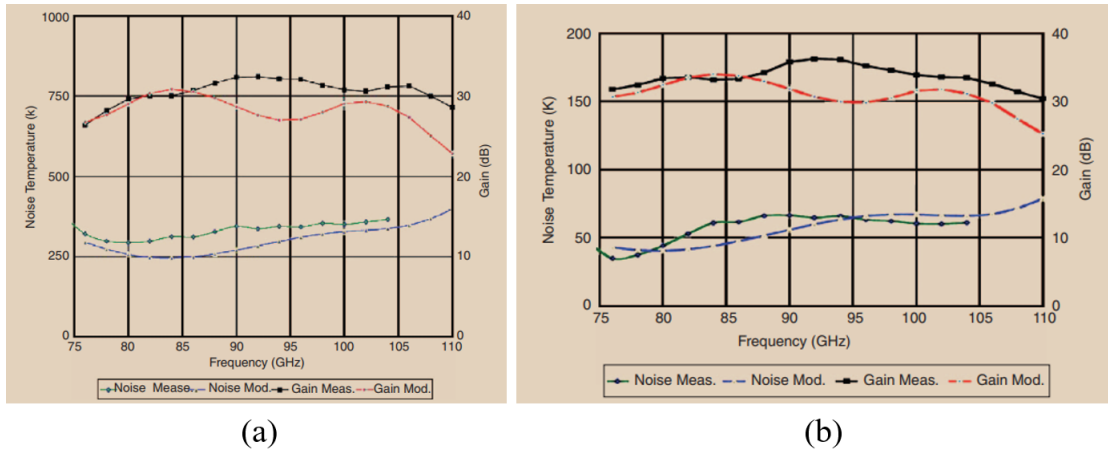 1000
750
500
250
0
40
30
20
10
0
75 80 85 90 95 100 105 110
Noise Temperature (k)
Gain (dB)
Frequency (GHz)
Noise Mease. Noise Mod. Gain Meas. Gain Mod.
(a)
200
150
100
50
0
40
30
20
10
0
75 80 85 90 95 100 105 110
Noise Temperature (K)
Gain (dB)
Frequency (GHz)
Noise Meas. Noise Mod. Gain Meas. Gain Mod.
(b)